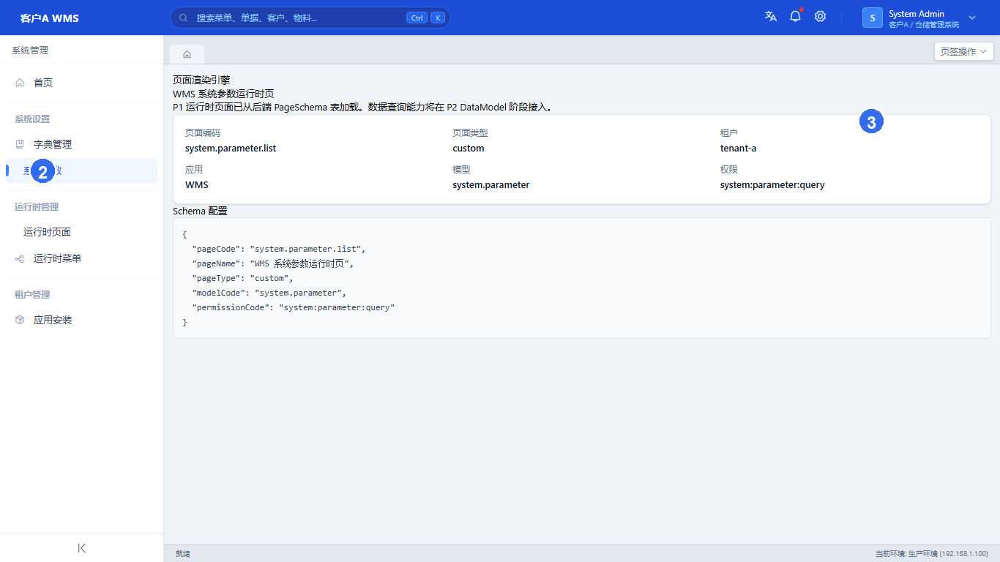 客户A WMS
搜索菜单、单据、客户、物料...
Ctrl K
S
System Admin
客户A / 仓储管理系统
系统管理
首页
系统设置
字典管理
2
运行时管理
运行时页面
运行时菜单
租户管理
应用安装
页签操作
页面渲染引擎
WMS 系统参数运行时页
P1 运行时页面已从后端 PageSchema 表加载。数据查询能力将在 P2 DataModel 阶段接入。
3
页面编码 页面类型 租户
system.parameter.list custom tenant-a
应用 模型 权限
WMS system.parameter system:parameter:query
Schema 配置
{
"pageCode": "system.parameter.list",
"pageName": "WMS 系统参数运行时页",
"pageType": "custom",
"modelCode": "system.parameter",
"permissionCode": "system:parameter:query"
}
就绪
当前环境: 生产环境 (192.168.1.100)